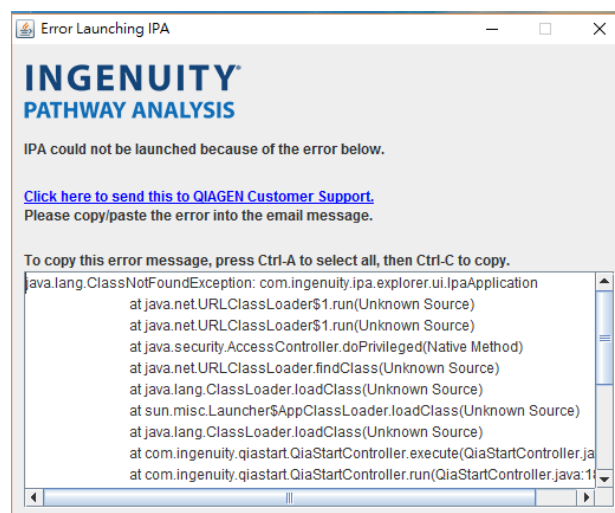 Error Launching IPA
INGENUITY®
PATHWAY ANALYSIS
IPA could not be launched because of the error below.
Click here to send this to QIAGEN Customer Support.
Please copy/paste the error into the email message.
To copy this error message, press Ctrl-A to select all, then Ctrl-C to copy.
java.lang.ClassNotFoundException: com.ingenuity.ipa.explorer.ui.IpaApplication
at java.net.URLClassLoader$1.run(Unknown Source)
at java.net.URLClassLoader$1.run(Unknown Source)
at java.security.AccessController.doPrivileged(Native Method)
at java.net.URLClassLoader.findClass(Unknown Source)
at java.lang.ClassLoader.loadClass(Unknown Source)
at sun.misc.Launcher$AppClassLoader.loadClass(Unknown Source)
at java.lang.ClassLoader.loadClass(Unknown Source)
at com.ingenuity.qiastart.QiaStartController.execute(QiaStartController.ja
at com.ingenuity.qiastart.QiaStartController.run(QiaStartController.java:18